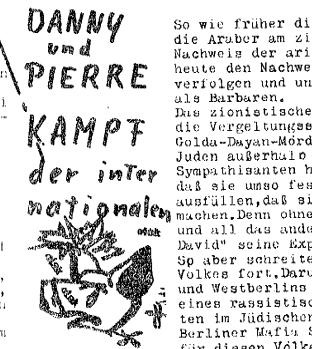 DANNY
und
PIERRE
KAMPF
der inter
nationalen
So wie früher di
die Araber am zi
Nachweis der ari
heute den Nachwe
verfolgen und un
als Barbaren.
Das zionistische
die Vergeltungss
Golda-Dayan-Mörd
Juden außerhalb
Sympathisanten h
daß sie umso fes
ausfüllen,daß si
machen.Denn ohne
und all das ande
David" seine Exp
So aber schreite
Volkes fort.Daru
und Westberlins
eines rassistisc
ten im Jüdischen
Berliner Mafia S
für diesen Völke